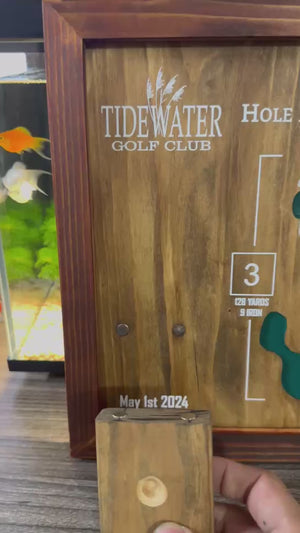 TIDEWATER
GOLF CLUB
HOLE
3
128 YARDS
9 IRON
May 1st 2024